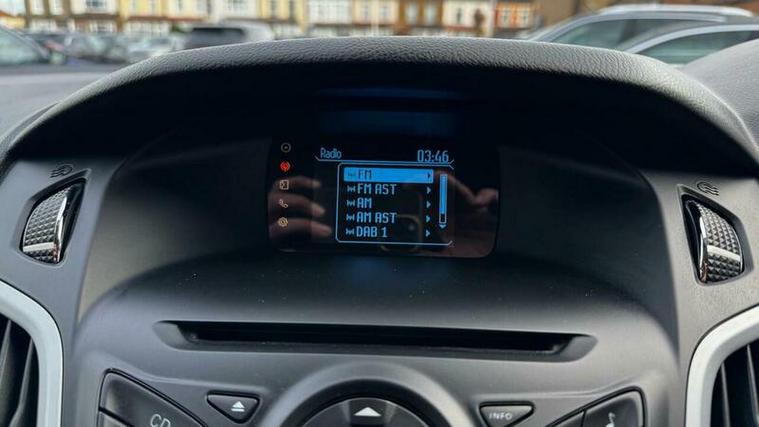 Radio 03:46
FM
FM AST
AM
AM AST
DAB 1
CD
INFO